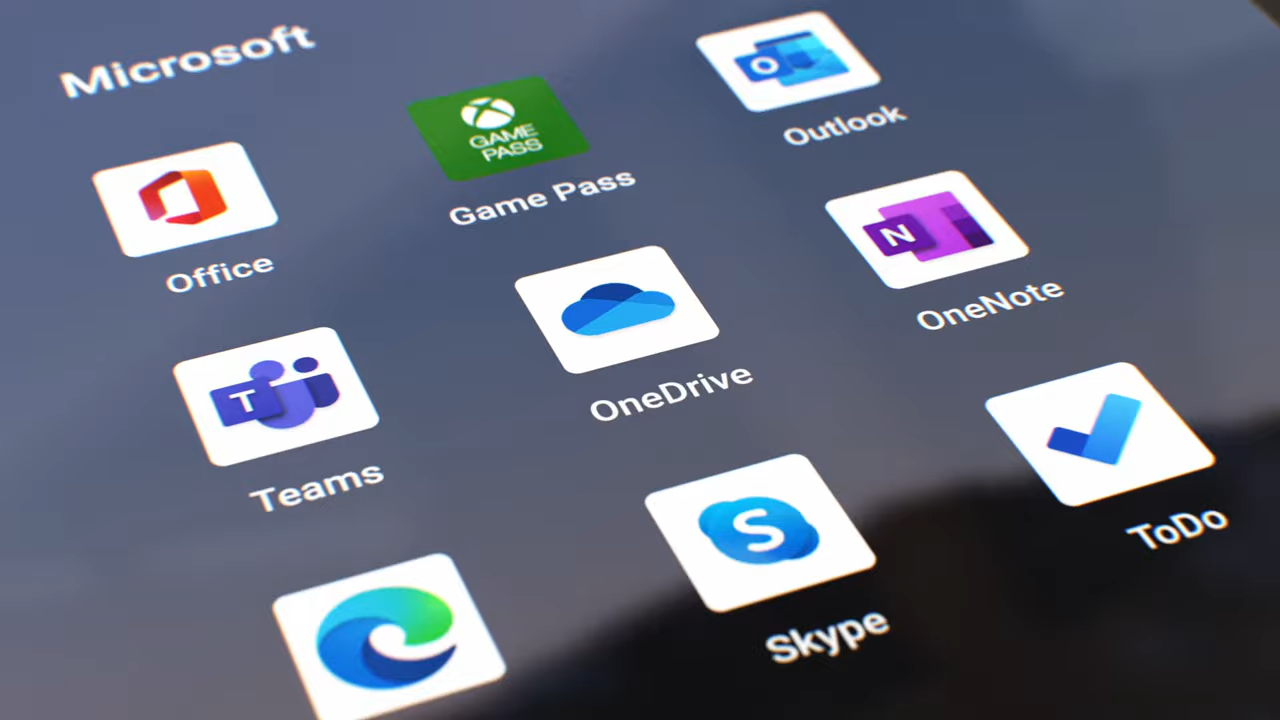 Microsoft
Office
GAME
PASS
Game Pass
O
Outlook
T
Teams
OneDrive
N
OneNote
S
Skype
ToDo